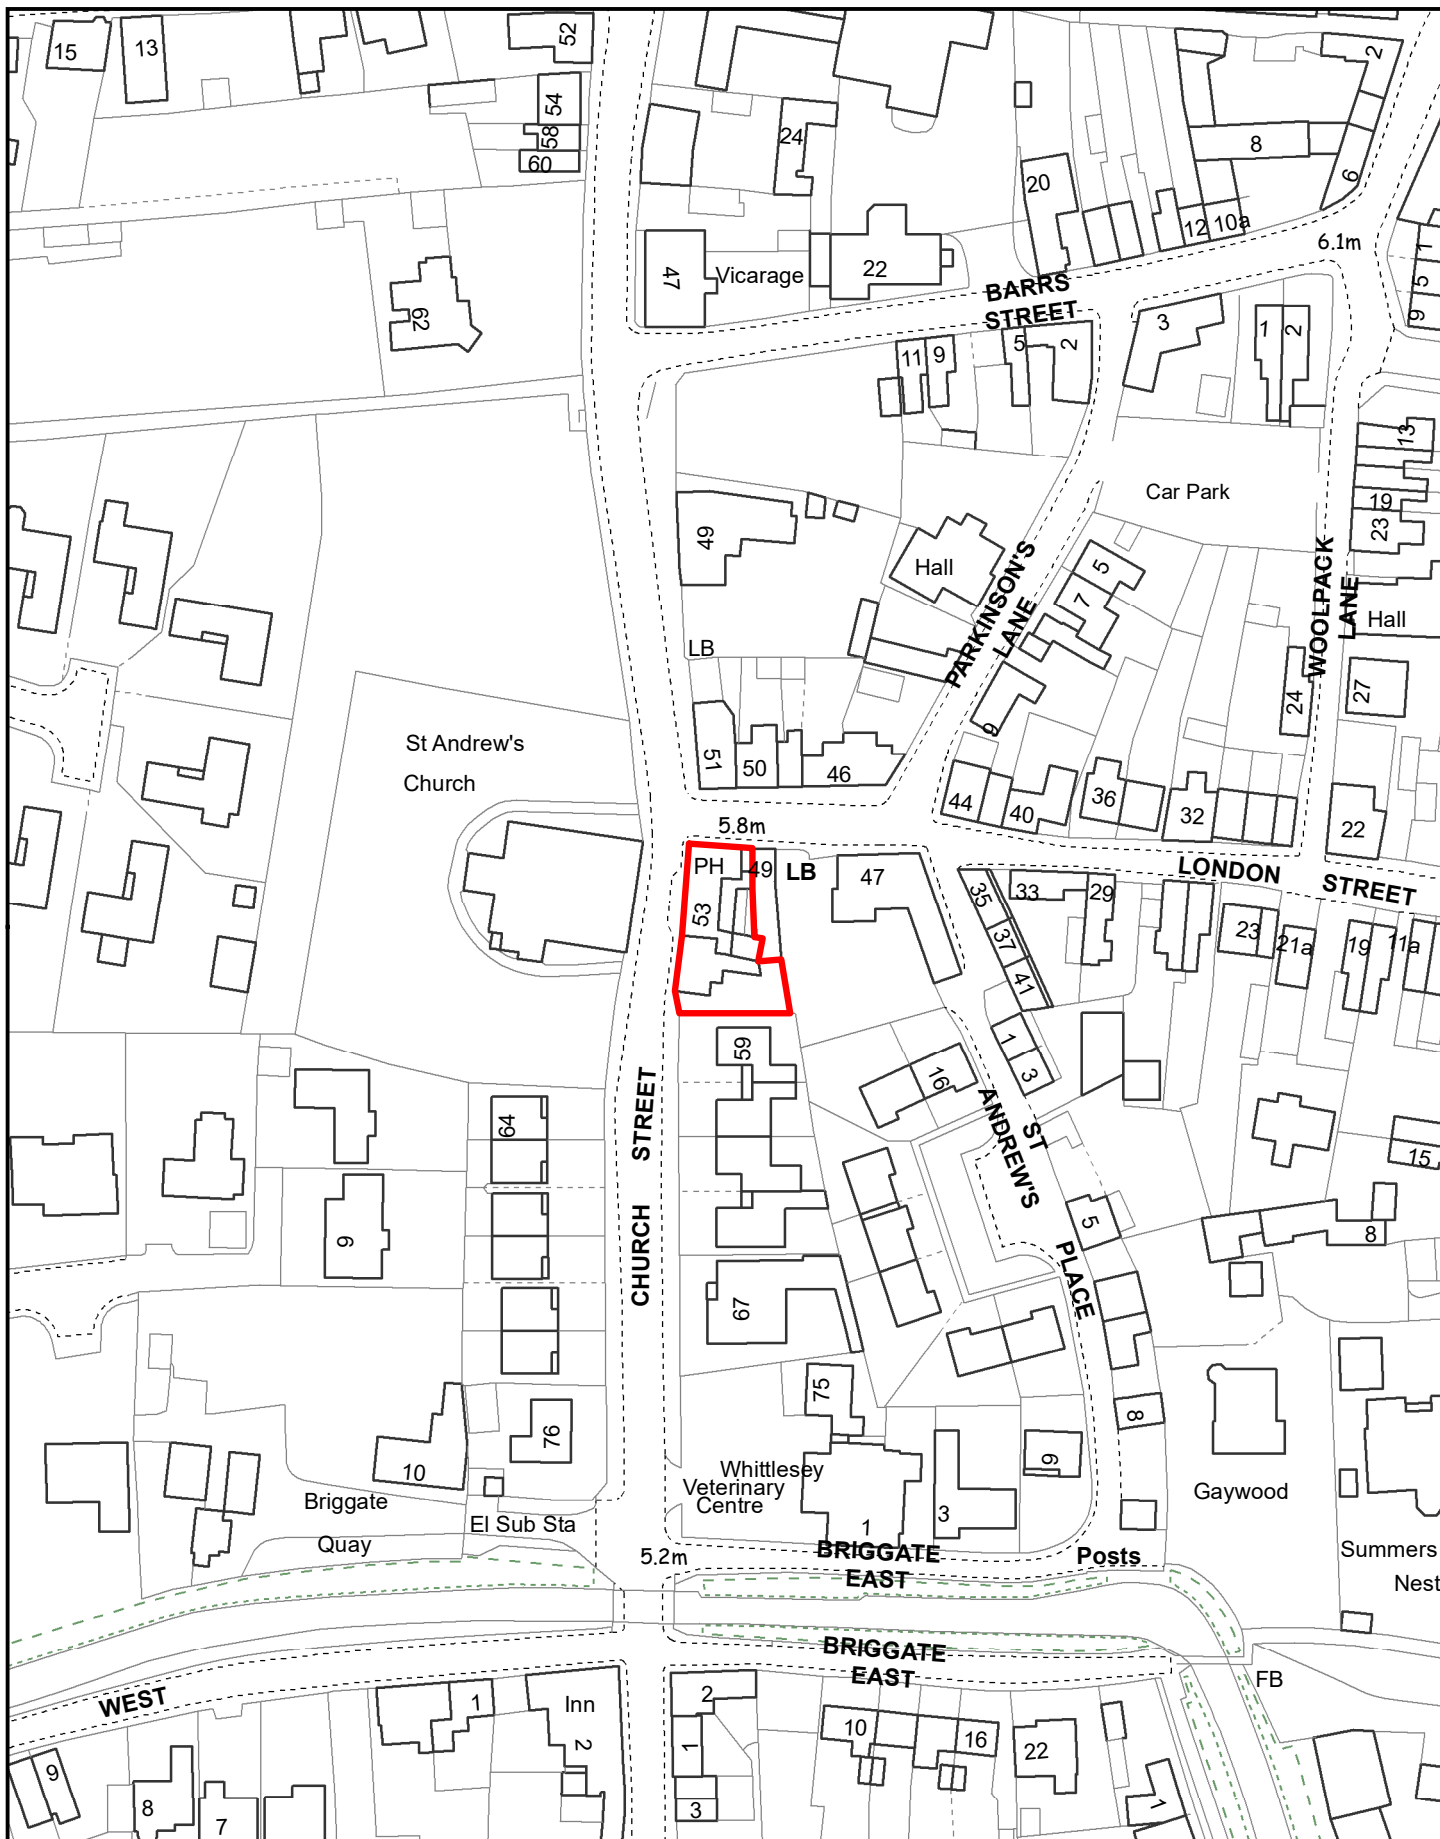 15
13
52
54
58
60
24
20
2
8
6
12
10a
6.1m
1
5
9
62
47
Vicarage
22
BARRS
STREET
11
9
5
2
3
1
2
Car Park
13
19
23
49
Hall
PARKINSON'S
LANE
5
7
9
WOOLPACK
LANE
Hall
24
27
LB
St Andrew's
Church
51
50
46
44
40
36
32
22
5.8m
PH
49
LB
53
47
LONDON
STREET
35
33
29
37
41
23
21a
19
11a
59
1
3
16
ST
ANDREW'S
PLACE
64
CHURCH
STREET
9
5
15
8
67
75
8
76
10
Briggate
Quay
El Sub Sta
Whittlesey
Veterinary
Centre
1
3
9
Gaywood
5.2m
BRIGGATE
EAST
Posts
Summers
Nest
BRIGGATE
EAST
FB
WEST
1
Inn
2
2
1
3
10
16
22
1
9
8
7